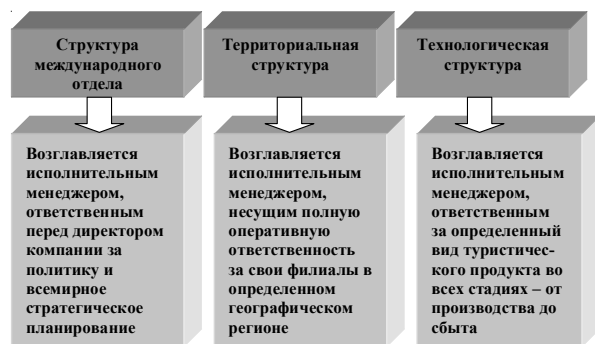 Структура
международного
отдела
Территориальная
структура
Технологическая
структура
Возглавляется
исполнительным
менеджером,
ответственным
перед директором
компании за
политику и
всемирное
стратегическое
планирование
Возглавляется
исполнительным
менеджером,
несущим полную
оперативную
ответственность
за свои филиалы в
определенном
географическом
регионе
Возглавляется
исполнительным
менеджером,
ответственным
за определенный
вид туристичес-
кого продукта во
всех стадиях – от
производства до
сбыта